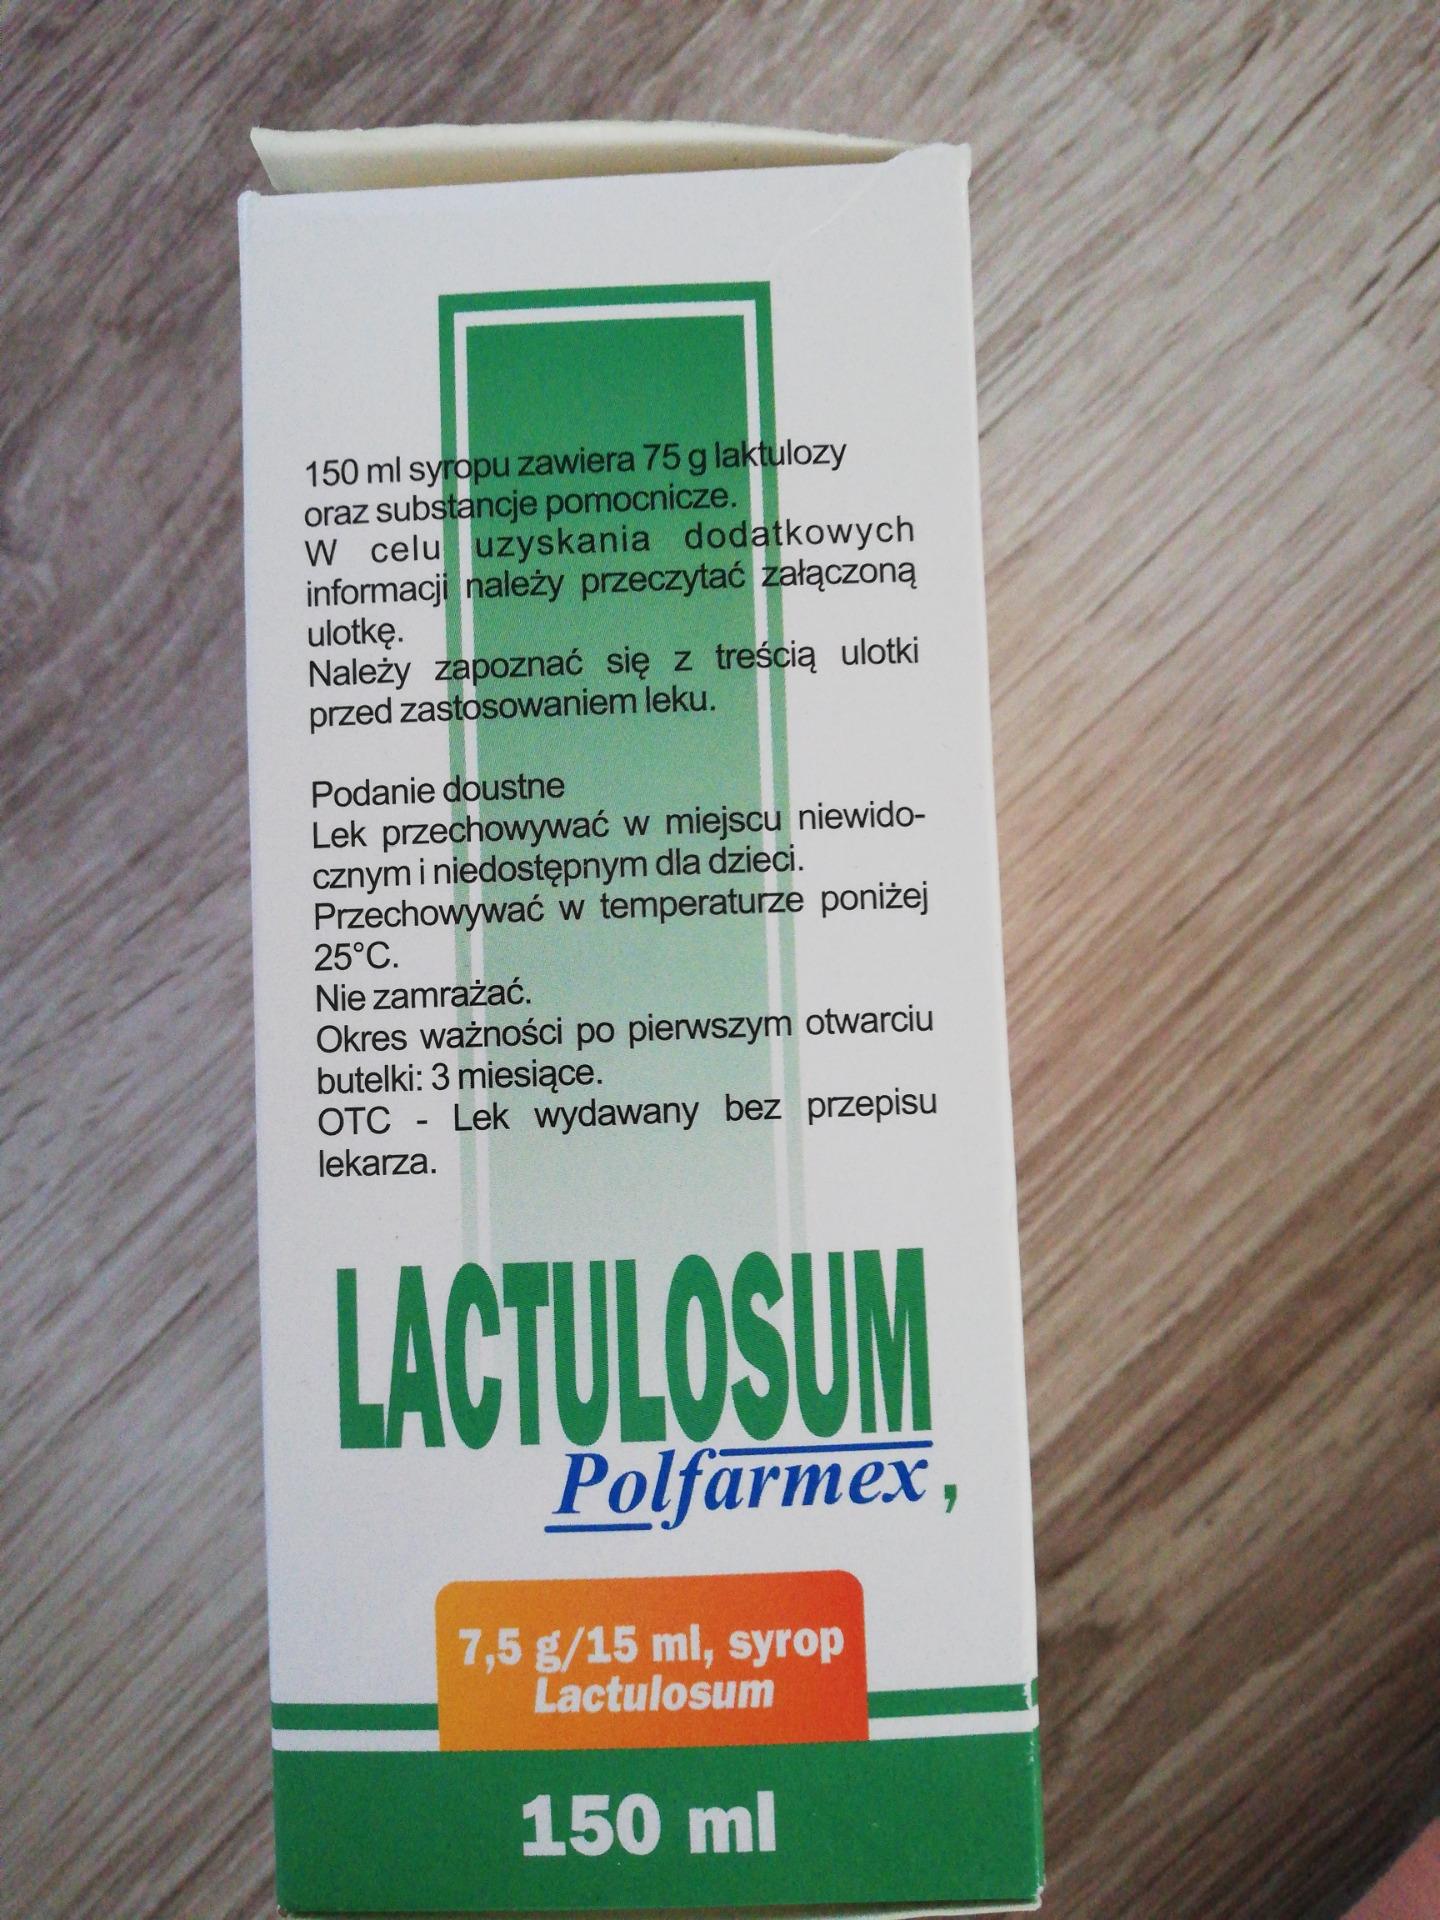 150 ml syropu zawiera 75 g laktulozy
oraz substancje pomocnicze.
W celu uzyskania dodatkowych
informacji należy przeczytać załączoną
ulotkę.
Należy zapoznać się z treścią ulotki
przed zastosowaniem leku.
Podanie doustne
Lek przechowywać w miejscu niewido-
cznym i niedostępnym dla dzieci.
Przechowywać w temperaturze poniżej
25°C.
Nie zamrażać.
Okres ważności po pierwszym otwarciu
butelki: 3 miesiące.
OTC - Lek wydawany bez przepisu
lekarza.
LACTULOSUM
Polfarmex,
7,5 g/15 ml, syrop
Lactulosum
150 ml